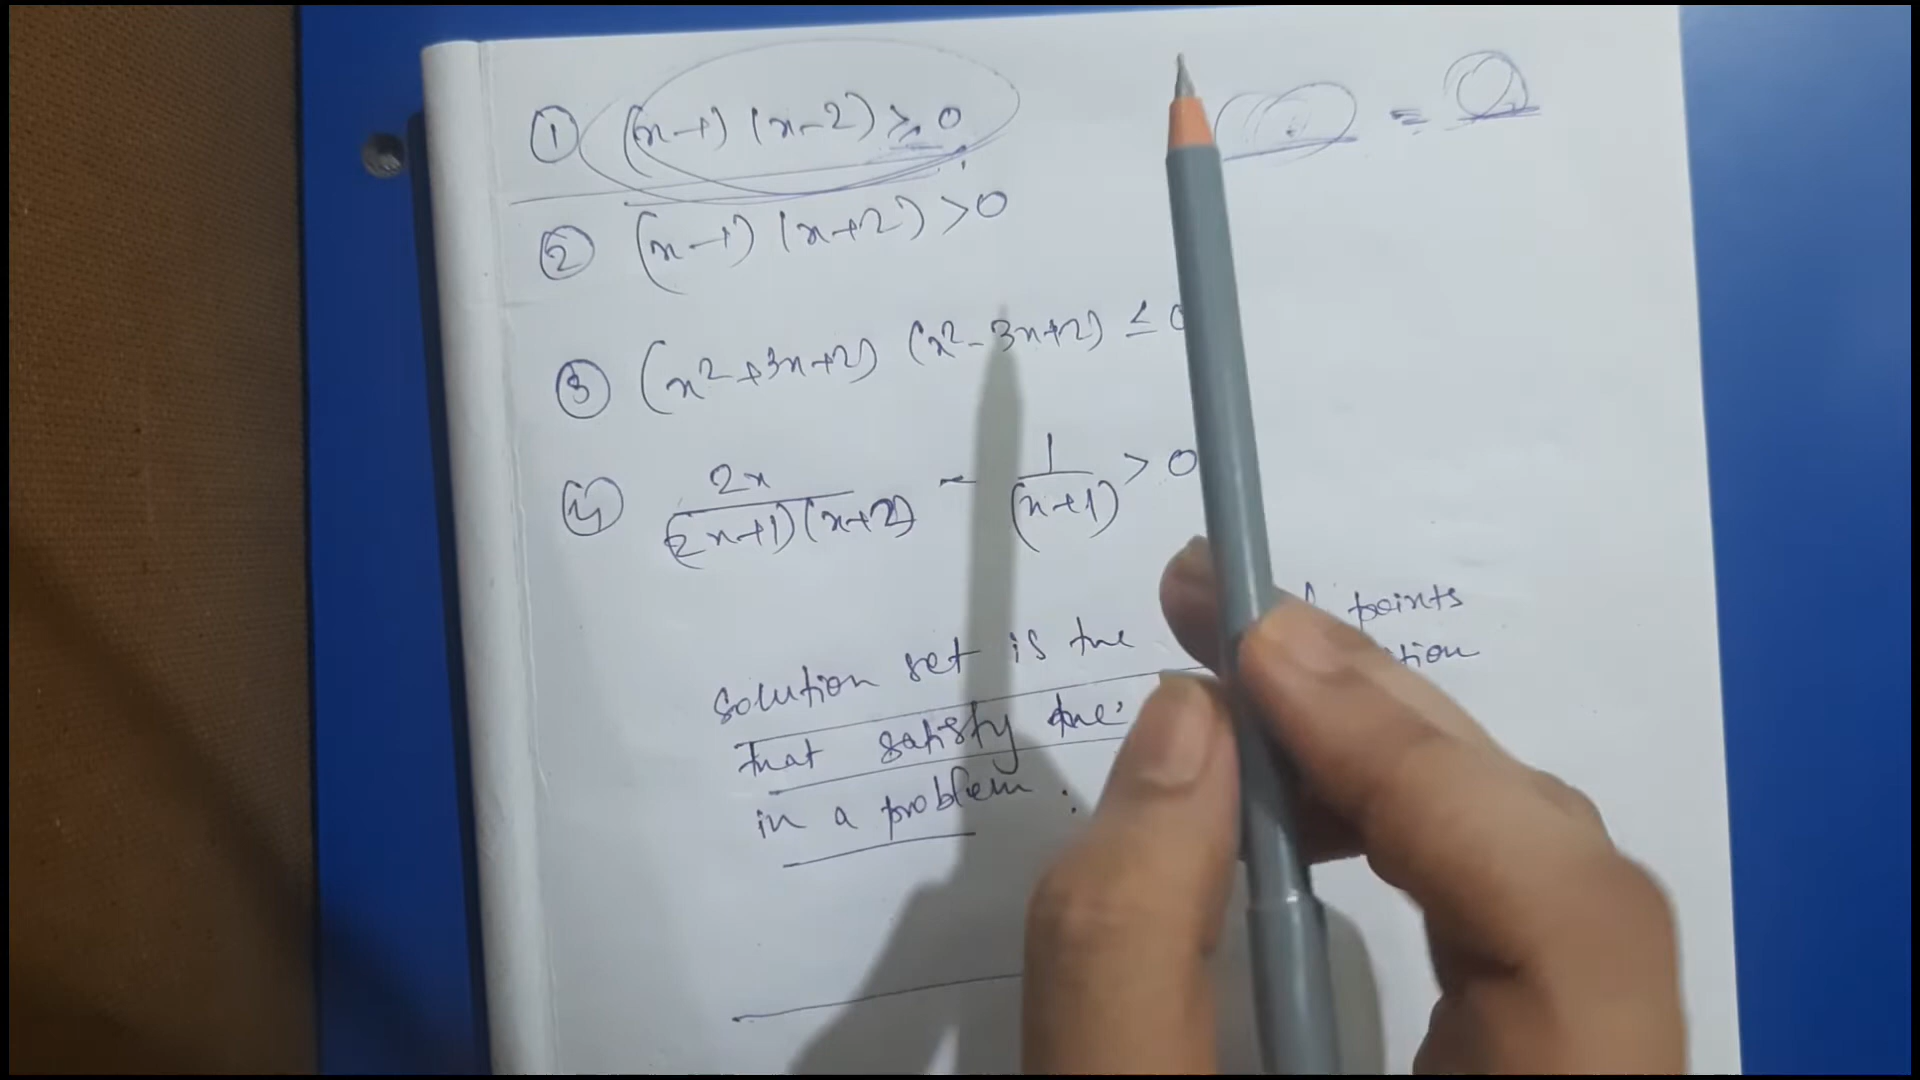 ① (x-1) (x-2) ≥ 0 =
② (x-1) (x+2) > 0
③ (x²+3x+2) (x²-3x+2) ≤ 0
④ 2x/(2x+1)(x+2) - 1/(x+1) > 0
solution set is the points
that satisfy the
in a problem :